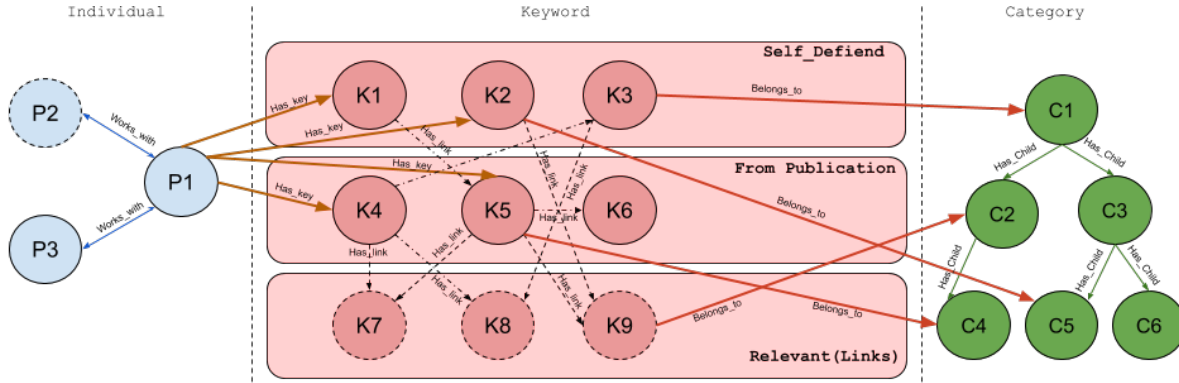 Individual
Keyword
Category
Self_Defiend
K1
K2
K3
Belongs_to
C1
P2
Has_key
Has_key
Works_with
Has_link
Has_link
Has_link
Has_Child
Has_Child
P1
From Publication
Has_key
Has_key
K4
K5
Has_link
K6
Belongs_to
C2
C3
Works_with
P3
Has_link
Has_link
Has_link
Has_link
Has_Child
Has_Child
Has_Child
K7
K8
K9
Belongs_to
Belongs_to
C4
C5
C6
Relevant(Links)